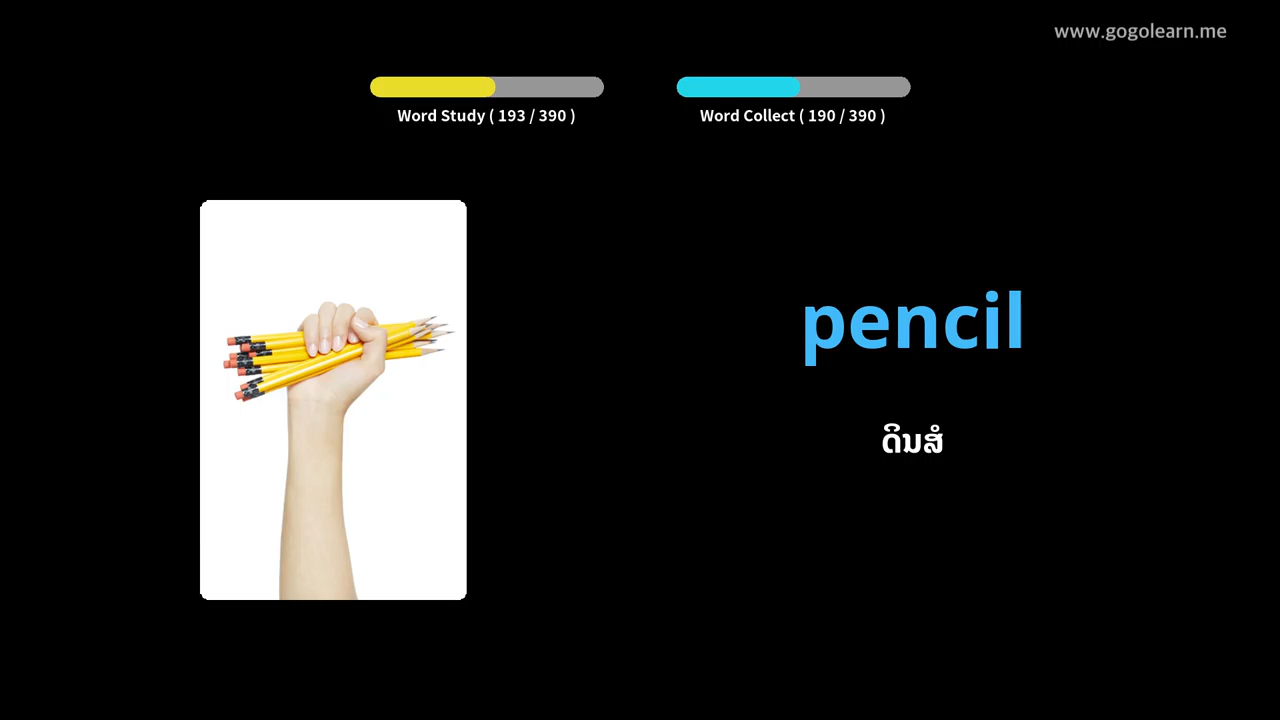 www.gogolearn.me
Word Study ( 193 / 390 )
Word Collect ( 190 / 390 )
pencil
ດິນສໍ